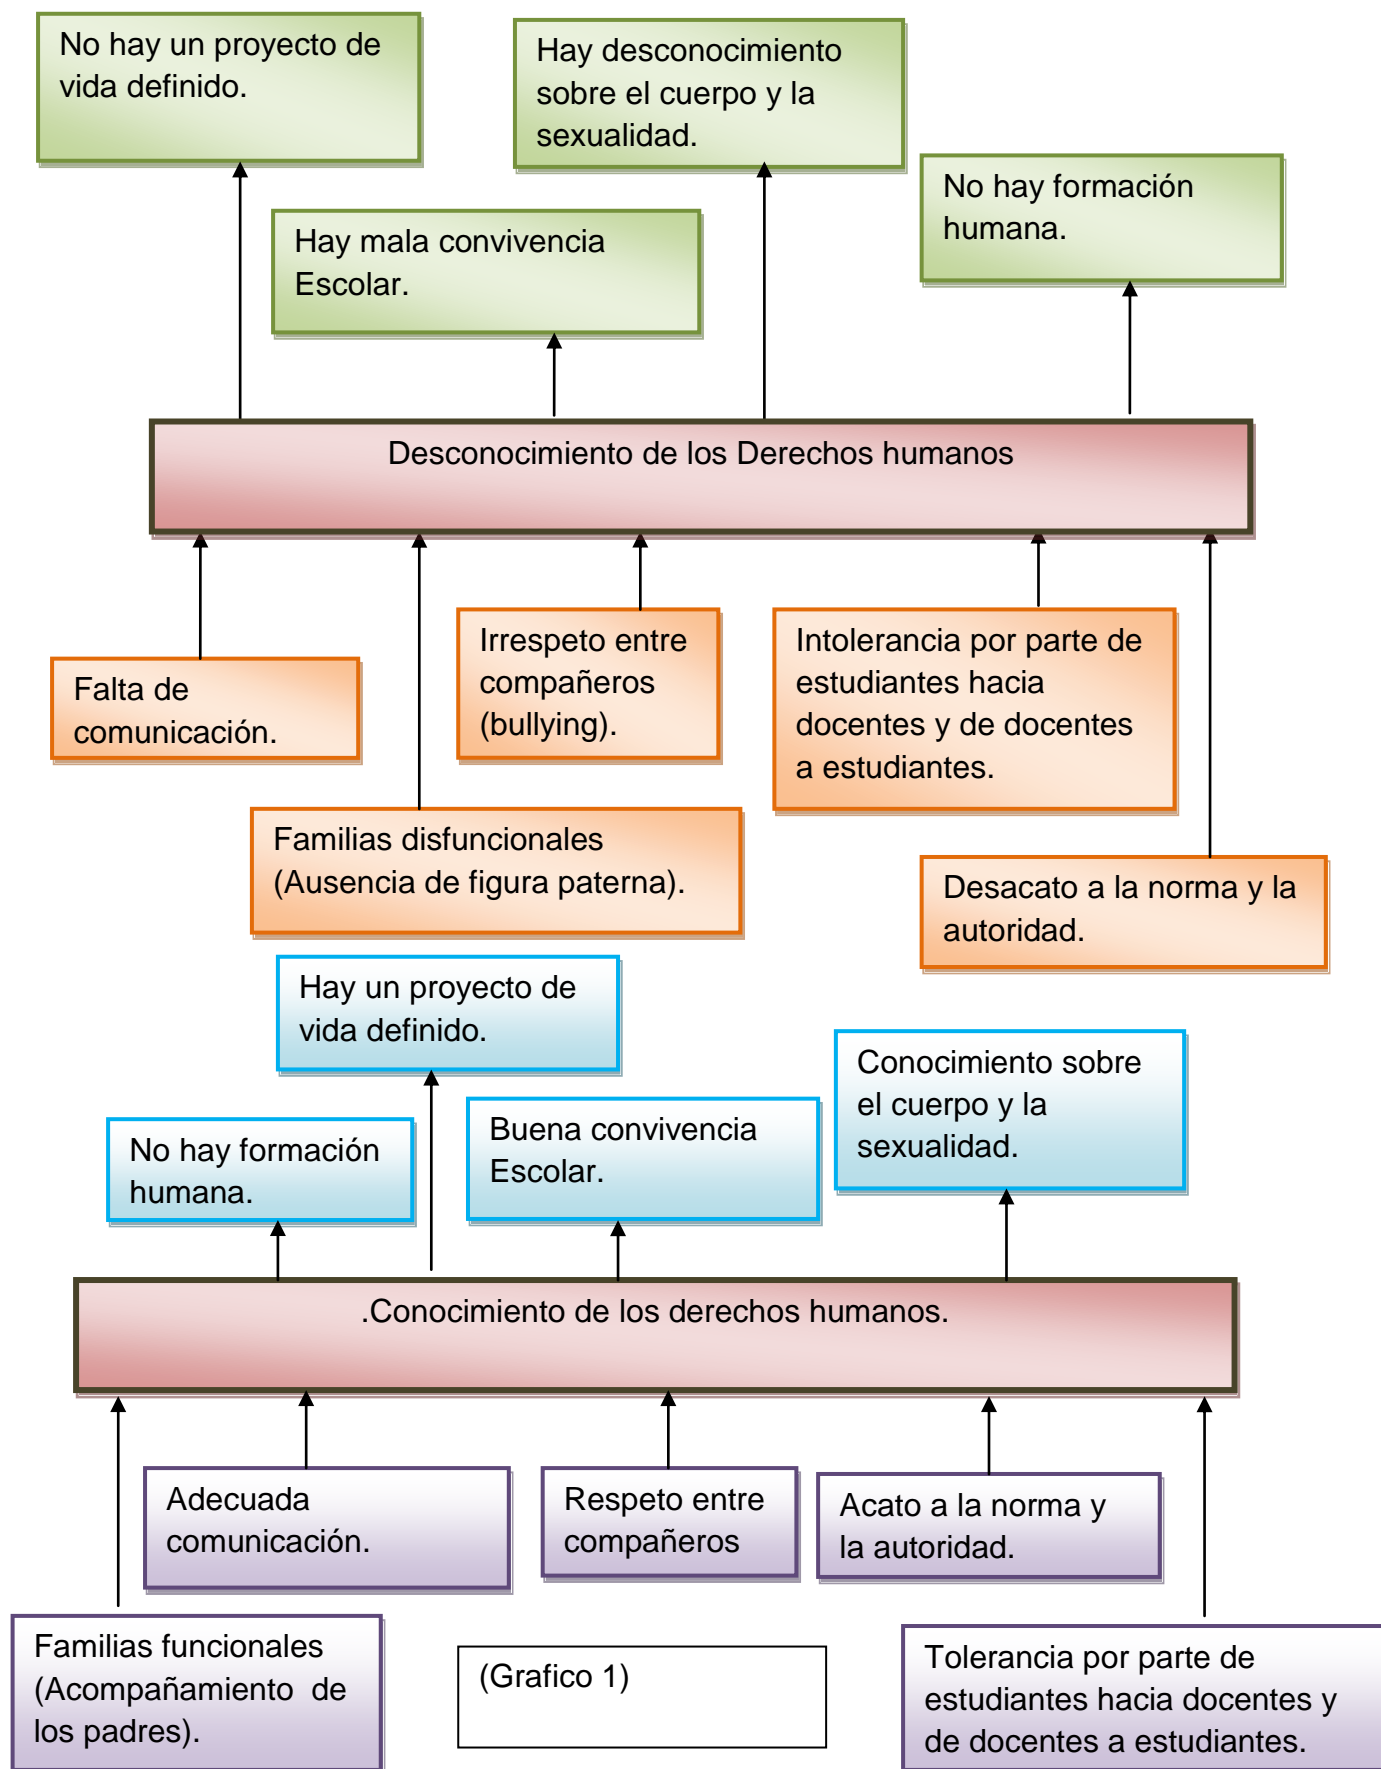 No hay un proyecto de
vida definido.
Hay desconocimiento
sobre el cuerpo y la
sexualidad.
No hay formación
humana.
Hay mala convivencia
Escolar.
Desconocimiento de los Derechos humanos
Falta de
comunicación.
Irrespeto entre
compañeros
(bullying).
Intolerancia por parte de
estudiantes hacia
docentes y de docentes
a estudiantes.
Familias disfuncionales
(Ausencia de figura paterna).
Desacato a la norma y la
autoridad.
Hay un proyecto de
vida definido.
Conocimiento sobre
el cuerpo y la
sexualidad.
No hay formación
humana.
Buena convivencia
Escolar.
.Conocimiento de los derechos humanos.
Adecuada
comunicación.
Respeto entre
compañeros
Acato a la norma y
la autoridad.
Familias funcionales
(Acompañamiento  de
los padres).
(Grafico 1)
Tolerancia por parte de
estudiantes hacia docentes y
de docentes a estudiantes.